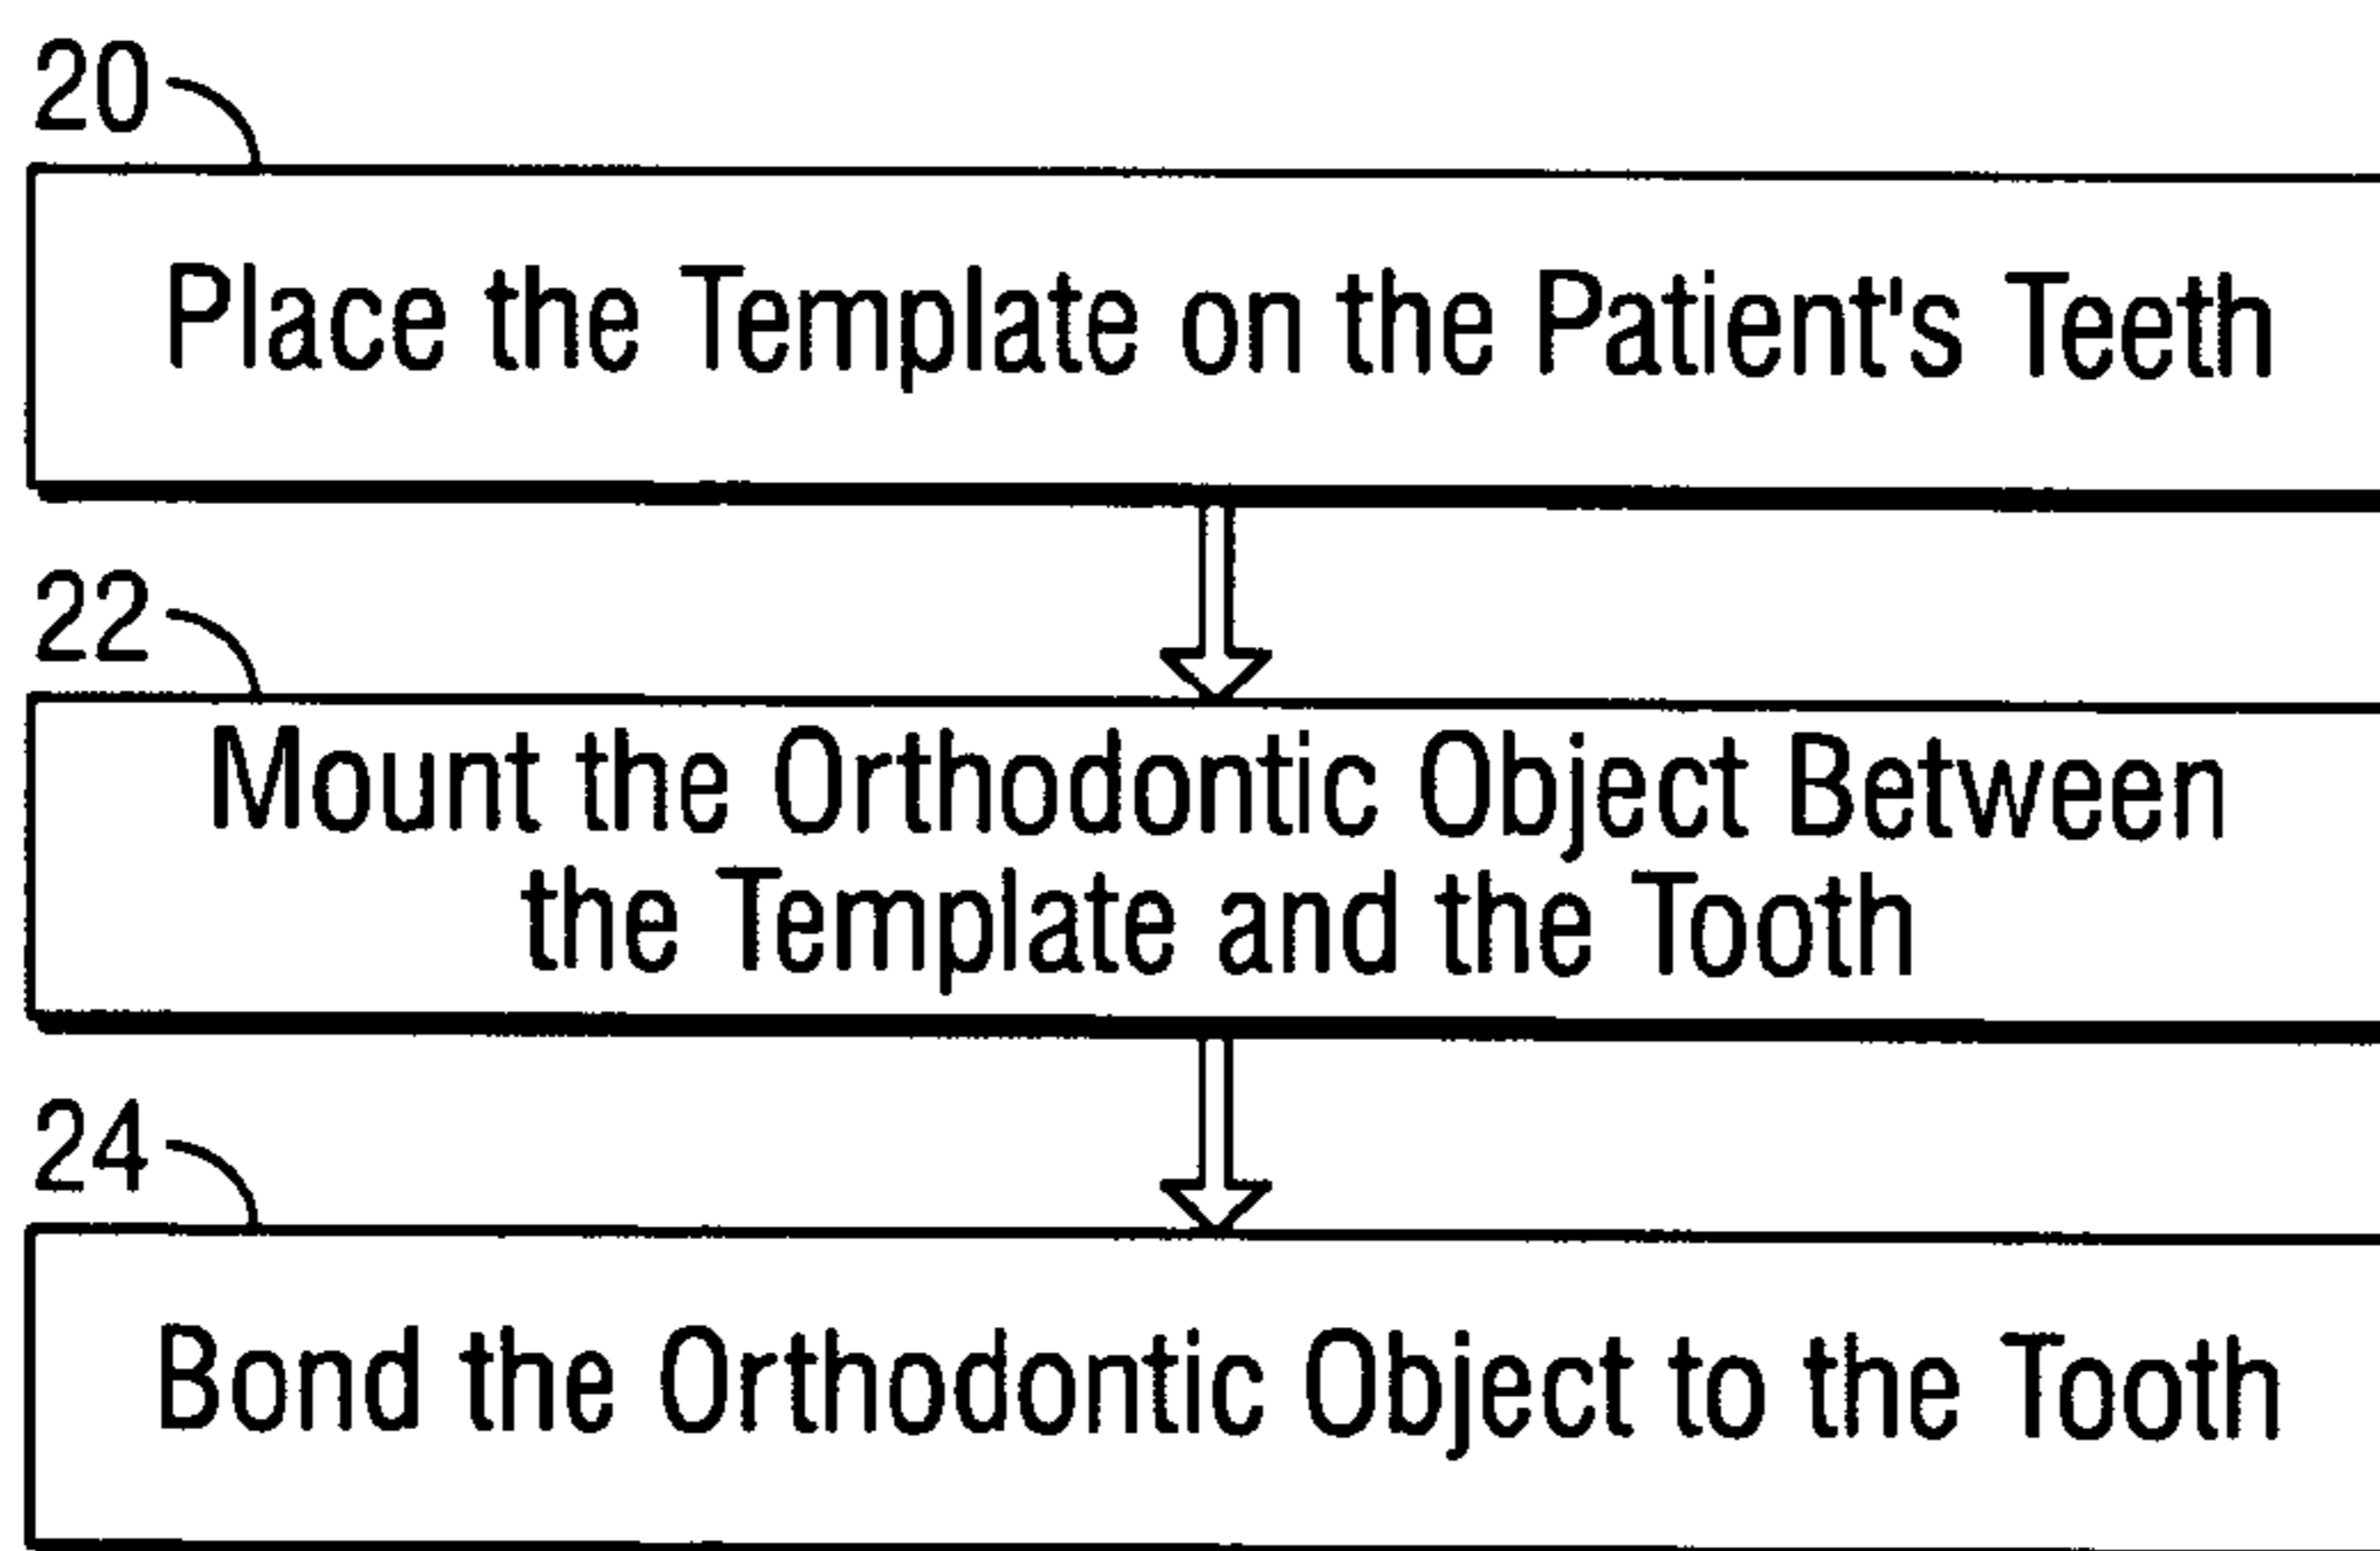 20
Place the Template on the Patient's Teeth
22
Mount the Orthodontic Object Between
the Template and the Tooth
24
Bond the Orthodontic Object to the Tooth